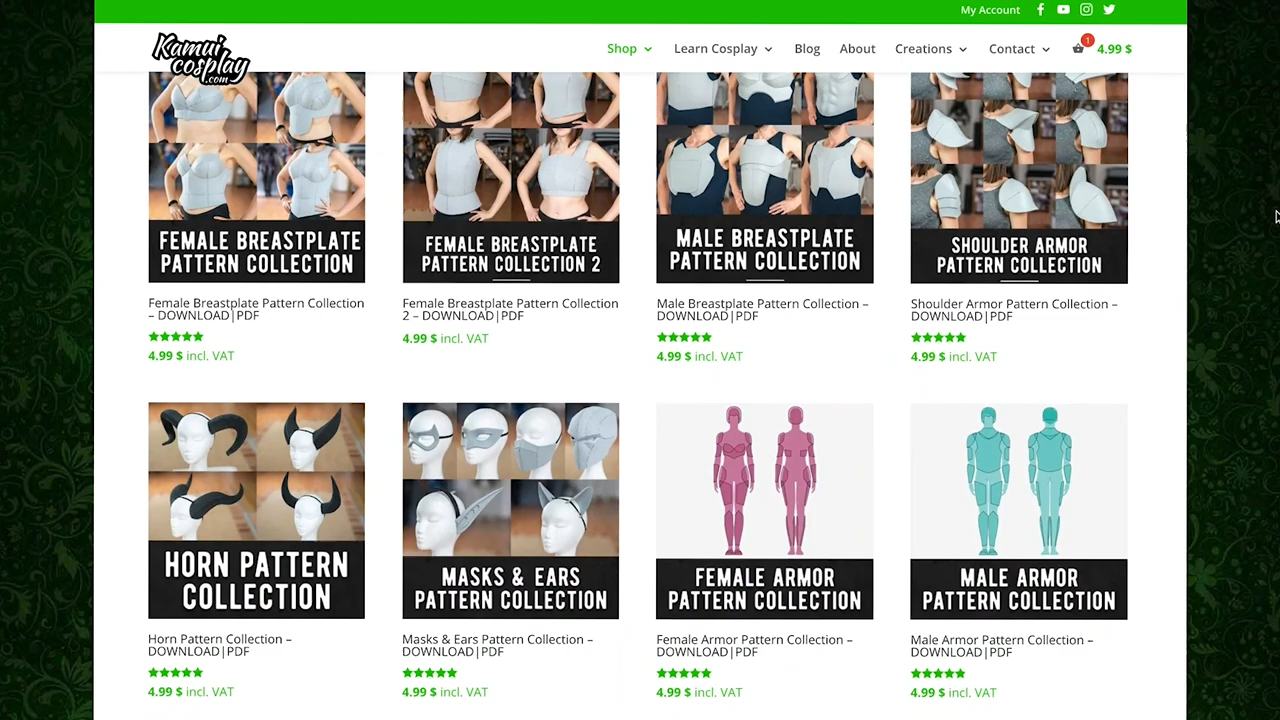 My Account
Kamui
cosplay
.com
Shop
Learn Cosplay
Blog
About
Creations
Contact
1
4.99 $
FEMALE BREASTPLATE
PATTERN COLLECTION
FEMALE BREASTPLATE
PATTERN COLLECTION 2
MALE BREASTPLATE
PATTERN COLLECTION
SHOULDER ARMOR
PATTERN COLLECTION
Female Breastplate Pattern Collection
– DOWNLOAD|PDF
4.99 $ incl. VAT
Female Breastplate Pattern Collection
2 – DOWNLOAD|PDF
4.99 $ incl. VAT
Male Breastplate Pattern Collection –
DOWNLOAD|PDF
4.99 $ incl. VAT
Shoulder Armor Pattern Collection –
DOWNLOAD|PDF
4.99 $ incl. VAT
HORN PATTERN
COLLECTION
MASKS & EARS
PATTERN COLLECTION
FEMALE ARMOR
PATTERN COLLECTION
MALE ARMOR
PATTERN COLLECTION
Horn Pattern Collection –
DOWNLOAD|PDF
4.99 $ incl. VAT
Masks & Ears Pattern Collection –
DOWNLOAD|PDF
4.99 $ incl. VAT
Female Armor Pattern Collection –
DOWNLOAD|PDF
4.99 $ incl. VAT
Male Armor Pattern Collection –
DOWNLOAD|PDF
4.99 $ incl. VAT